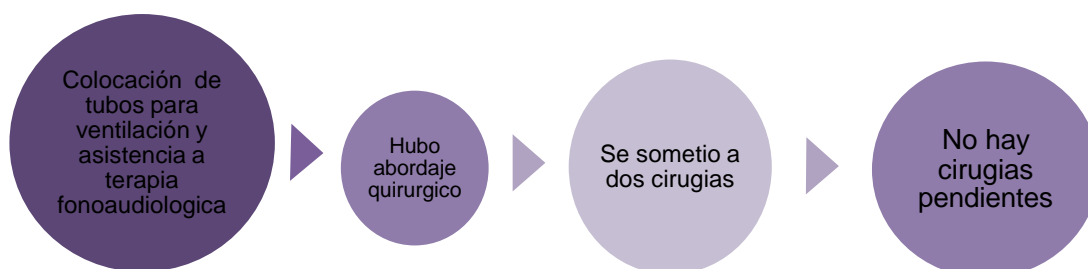 Colocación de
tubos para
ventilación y
asistencia a
terapia
fonoaudiologica
Hubo
abordaje
quirurgico
Se sometio a
dos cirugias
No hay
cirugias
pendientes